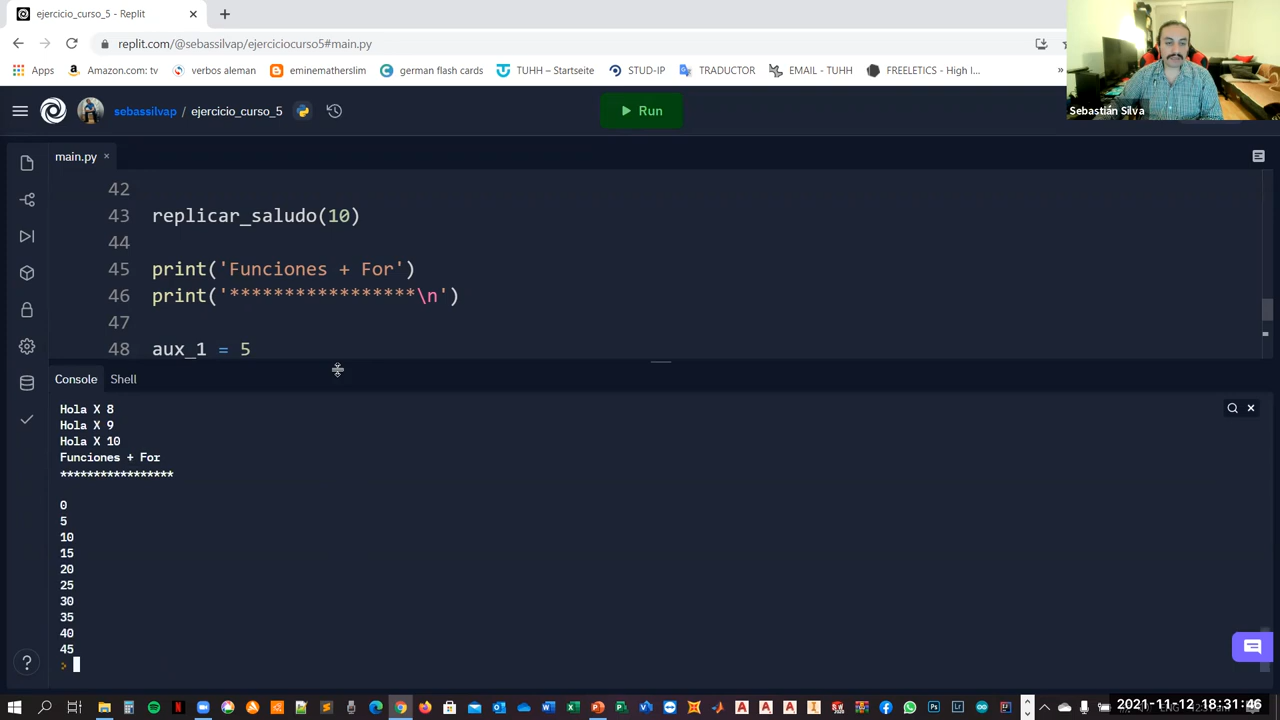 ejercicio_curso_5 - Replit
replit.com/@sebassilvap/ejerciciocurso5#main.py
Apps
Amazon.com: tv
verbos aleman
eminematherslim
german flash cards
TUHH – Startseite
STUD-IP
TRADUCTOR
EMAIL - TUHH
Sebastián Silva
sebassilvap / ejercicio_curso_5
Run
main.py
42
43 replicar_saludo(10)
44
45 print('Funciones + For')
46 print('*****************\n')
47
48 aux_1 = 5
Console
Shell
Hola X 8
Hola X 9
Hola X 10
Funciones + For
*****************
0
5
10
15
20
25
30
35
40
45
>
2021-11-12 18:31:46